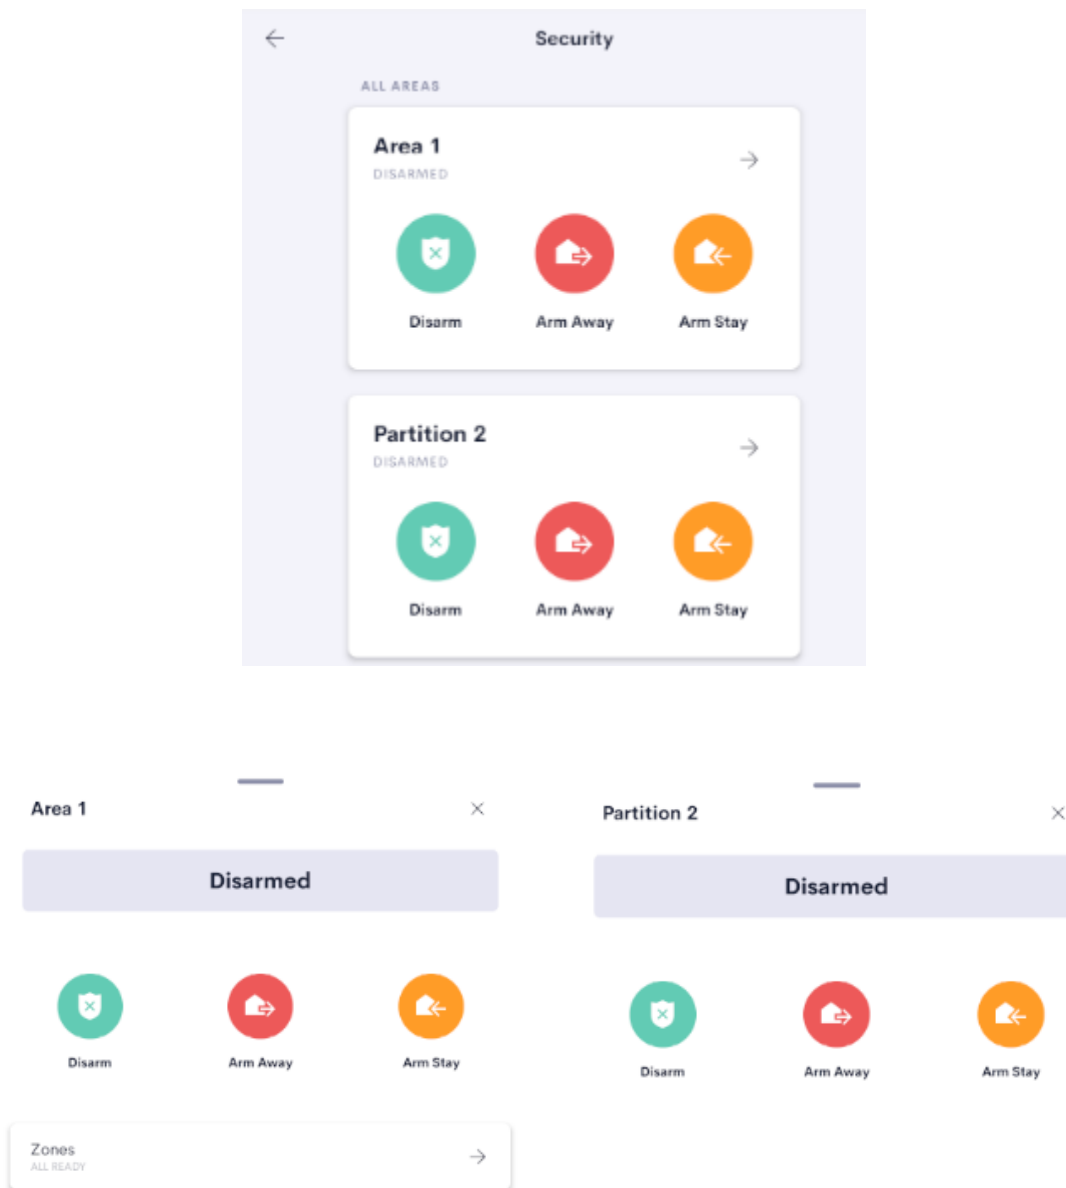 Security
ALL AREAS
Area 1
DISARMED
Disarm Arm Away Arm Stay
Partition 2
DISARMED
Disarm Arm Away Arm Stay
Area 1
Disarmed
Disarm Arm Away Arm Stay
Zones
ALL READY
Partition 2
Disarmed
Disarm Arm Away Arm Stay